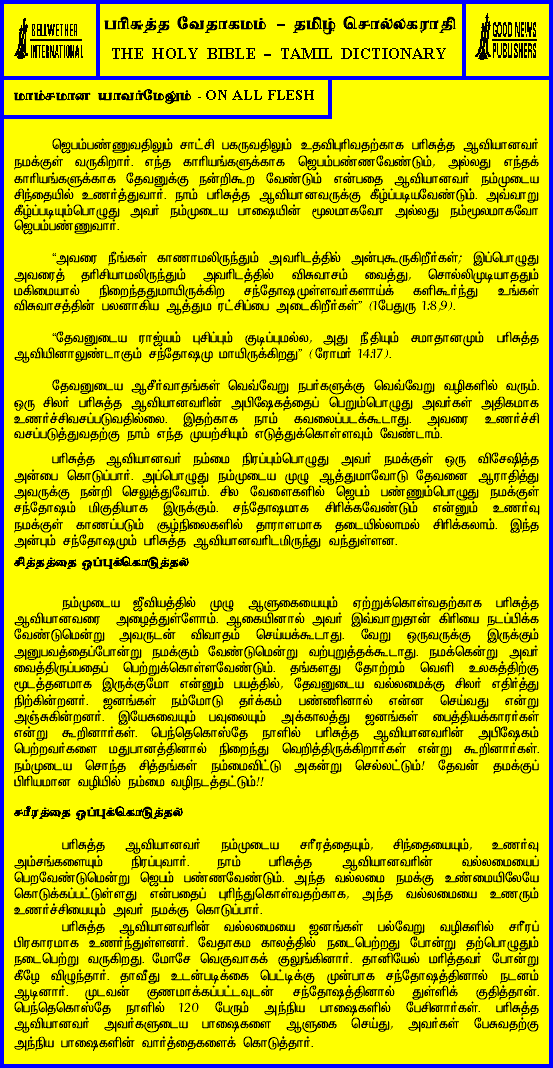 BELLWETHER
INTERNATIONAL
பரிசுத்த வேதாகமம் – தமிழ் சொல்லகராதி
THE HOLY BIBLE – TAMIL DICTIONARY
GOOD NEWS
PUBLISHERS
மாம்சமான யாவர்மேலும் - ON ALL FLESH
ஜெபம்பண்ணுவதிலும் சாட்சி பகருவதிலும் உதவிபுரிவதற்காக பரிசுத்த ஆவியானவர்
நமக்குள் வருகிறார். எந்த காரியங்களுக்காக ஜெபம்பண்ணவேண்டும், அல்லது எந்தக்
காரியங்களுக்காக தேவனுக்கு நன்றிகூற வேண்டும் என்பதை ஆவியானவர் நம்முடைய
சிந்தையில் உணர்த்துவார். நாம் பரிசுத்த ஆவியானவருக்கு கீழ்ப்படியவேண்டும். அவ்வாறு
கீழ்ப்படியும்பொழுது அவர் நம்முடைய பாஷையின் மூலமாகவோ அல்லது நம்மூலமாகவோ
ஜெபம்பண்ணுவார்.
“அவரை நீங்கள் காணாமலிருந்தும் அவரிடத்தில் அன்புகூருகிறீர்கள்; இப்பொழுது
அவரைத் தரிசியாமலிருந்தும் அவரிடத்தில் விசுவாசம் வைத்து, சொல்லிமுடியாததும்
மகிமையால் நிறைந்ததுமாயிருக்கிற சந்தோஷமுள்ளவர்களாய்க் களிகூர்ந்து உங்கள்
விசுவாசத்தின் பலனாகிய ஆத்தும ரட்சிப்பை அடைகிறீர்கள்” (1பேதுரு 1:8,9).
“தேவனுடைய ராஜ்யம் புசிப்பும் குடிப்புமல்ல, அது நீதியும் சமாதானமும் பரிசுத்த
ஆவியினாலுண்டாகும் சந்தோஷமு மாயிருக்கிறது” (ரோமர் 14:17).
தேவனுடைய ஆசீர்வாதங்கள் வெவ்வேறு நபர்களுக்கு வெவ்வேறு வழிகளில் வரும்.
ஒரு சிலர் பரிசுத்த ஆவியானவரின் அபிஷேகத்தைப் பெறும்பொழுது அவர்கள் அதிகமாக
உணர்ச்சிவசப்படுவதில்லை. இதற்காக நாம் கவலைப்படக்கூடாது. அவரை உணர்ச்சி
வசப்படுத்துவதற்கு நாம் எந்த முயற்சியும் எடுத்துக்கொள்ளவும் வேண்டாம்.
பரிசுத்த ஆவியானவர் நம்மை நிரப்பும்பொழுது அவர் நமக்குள் ஒரு விசேஷித்த
அன்பை கொடுப்பார். அப்பொழுது நம்முடைய முழு ஆத்துமாவோடு தேவனை ஆராதித்து
அவருக்கு நன்றி செலுத்துவோம். சில வேளைகளில் ஜெபம் பண்ணும்பொழுது நமக்குள்
சந்தோஷம் மிகுதியாக இருக்கும். சந்தோஷமாக சிரிக்கவேண்டும் என்னும் உணர்வு
நமக்குள் காணப்படும் சூழ்நிலைகளில் தாராளமாக தடையில்லாமல் சிரிக்கலாம். இந்த
அன்பும் சந்தோஷமும் பரிசுத்த ஆவியானவரிடமிருந்து வந்துள்ளன.
சித்தத்தை ஒப்புக்கொடுத்தல்
நம்முடைய ஜீவியத்தில் முழு ஆளுகையையும் ஏற்றுக்கொள்வதற்காக பரிசுத்த
ஆவியானவரை அழைத்துள்ளோம். ஆகையினால் அவர் இவ்வாறுதான் கிரியை நடப்பிக்க
வேண்டுமென்று அவருடன் விவாதம் செய்யக்கூடாது. வேறு ஒருவருக்கு இருக்கும்
அனுபவத்தைப்போன்று நமக்கும் வேண்டுமென்று வற்புறுத்தக்கூடாது. நமக்கென்று அவர்
வைத்திருப்பதைப் பெற்றுக்கொள்ளவேண்டும். தங்களது தோற்றம் வெளி உலகத்திற்கு
மூடத்தனமாக இருக்குமோ என்னும் பயத்தில், தேவனுடைய வல்லமைக்கு சிலர் எதிர்த்து
நிற்கின்றனர். ஜனங்கள் நம்மோடு தர்க்கம் பண்ணினால் என்ன செய்வது என்று
அஞ்சுகின்றனர். இயேசுவையும் பவுலையும் அக்காலத்து ஜனங்கள் பைத்தியக்காரர்கள்
என்று கூறினார்கள். பெந்தெகொஸ்தே நாளில் பரிசுத்த ஆவியானவரின் அபிஷேகம்
பெற்றவர்களை மதுபானத்தினால் நிறைந்து வெறித்திருக்கிறார்கள் என்று கூறினார்கள்.
நம்முடைய சொந்த சித்தங்கள் நம்மைவிட்டு அகன்று செல்லட்டும்! தேவன் தமக்குப்
பிரியமான வழியில் நம்மை வழிநடத்தட்டும்!!
சரீரத்தை ஒப்புக்கொடுத்தல்
பரிசுத்த ஆவியானவர் நம்முடைய சரீரத்தையும், சிந்தையையும், உணர்வு
அம்சங்களையும் நிரப்புவார். நாம் பரிசுத்த ஆவியானவரின் வல்லமையைப்
பெறவேண்டுமென்று ஜெபம் பண்ணவேண்டும். அந்த வல்லமை நமக்கு உண்மையிலேயே
கொடுக்கப்பட்டுள்ளது என்பதைப் புரிந்துகொள்வதற்காக, அந்த வல்லமையை உணரும்
உணர்ச்சியையும் அவர் நமக்கு கொடுப்பார்.
பரிசுத்த ஆவியானவரின் வல்லமையை ஜனங்கள் பல்வேறு வழிகளில் சரீரப்
பிரகாரமாக உணர்ந்துள்ளனர். வேதாகம காலத்தில் நடைபெற்றது போன்று தற்பொழுதும்
நடைபெற்று வருகிறது. மோசே வெகுவாகக் குலுங்கினார். தானியேல் மரித்தவர் போன்று
கீழே விழுந்தார். தாவீது உடன்படிக்கை பெட்டிக்கு முன்பாக சந்தோஷத்தினால் நடனம்
ஆடினார். முடவன் குணமாக்கப்பட்டவுடன் சந்தோஷத்தினால் துள்ளிக் குதித்தான்.
பெந்தெகொஸ்தே நாளில் 120 பேரும் அந்நிய பாஷைகளில் பேசினார்கள். பரிசுத்த
ஆவியானவர் அவர்களுடைய பாஷைகளை ஆளுகை செய்து, அவர்கள் பேசுவதற்கு
அந்நிய பாஷைகளின் வார்த்தைகளைக் கொடுத்தார்.